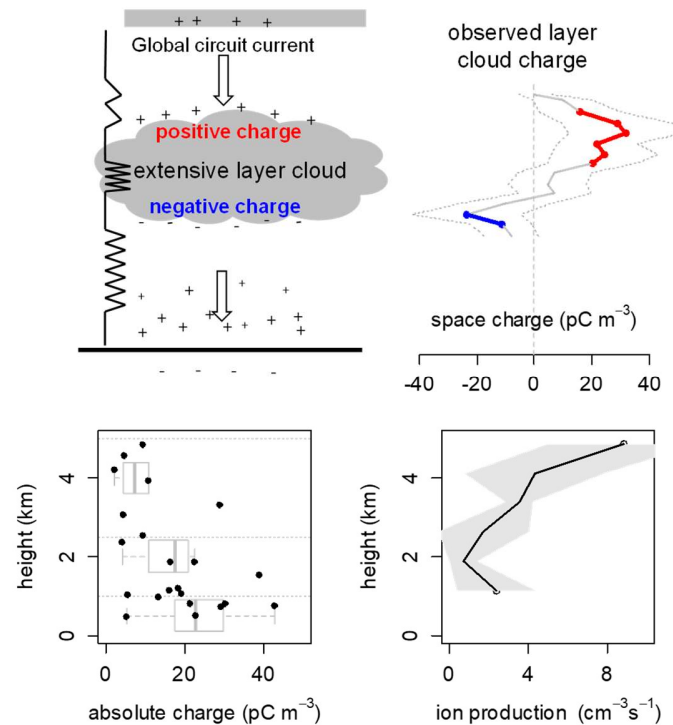 + + + +
Global circuit current
observed layer
cloud charge
+ + + + + + +
positive charge
extensive layer cloud
negative charge
- - - - - -
+ + +
+ + + + + + + +
- - - -
space charge (pC m⁻³)
-40 -20 0 20 40
height (km)
0 2 4
0 20 40
absolute charge (pC m⁻³)
height (km)
0 2 4
0 4 8
ion production (cm⁻³s⁻¹)